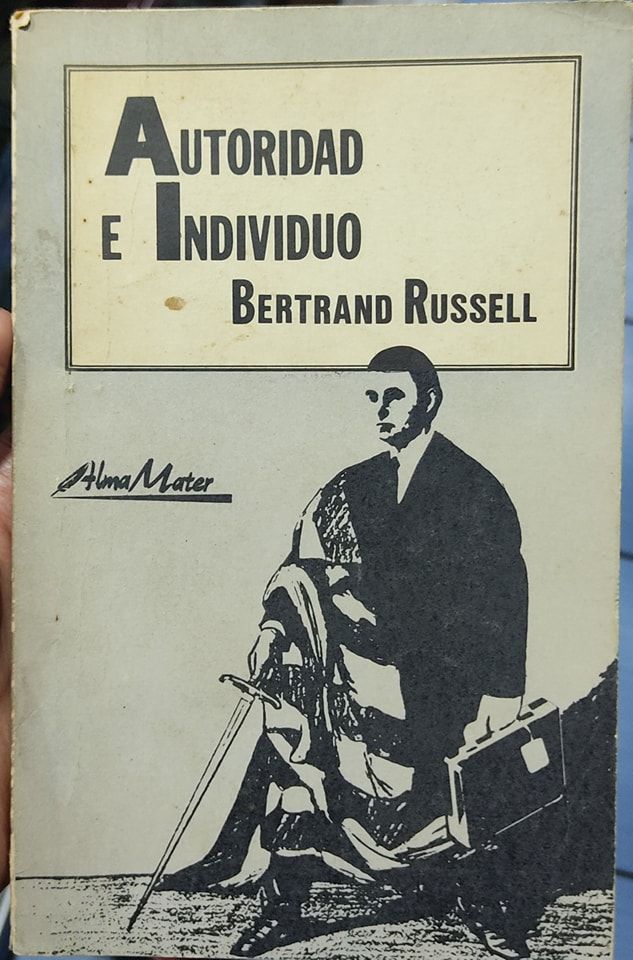 AUTORIDAD
E INDIVIDUO
BERTRAND RUSSELL
Alma Mater